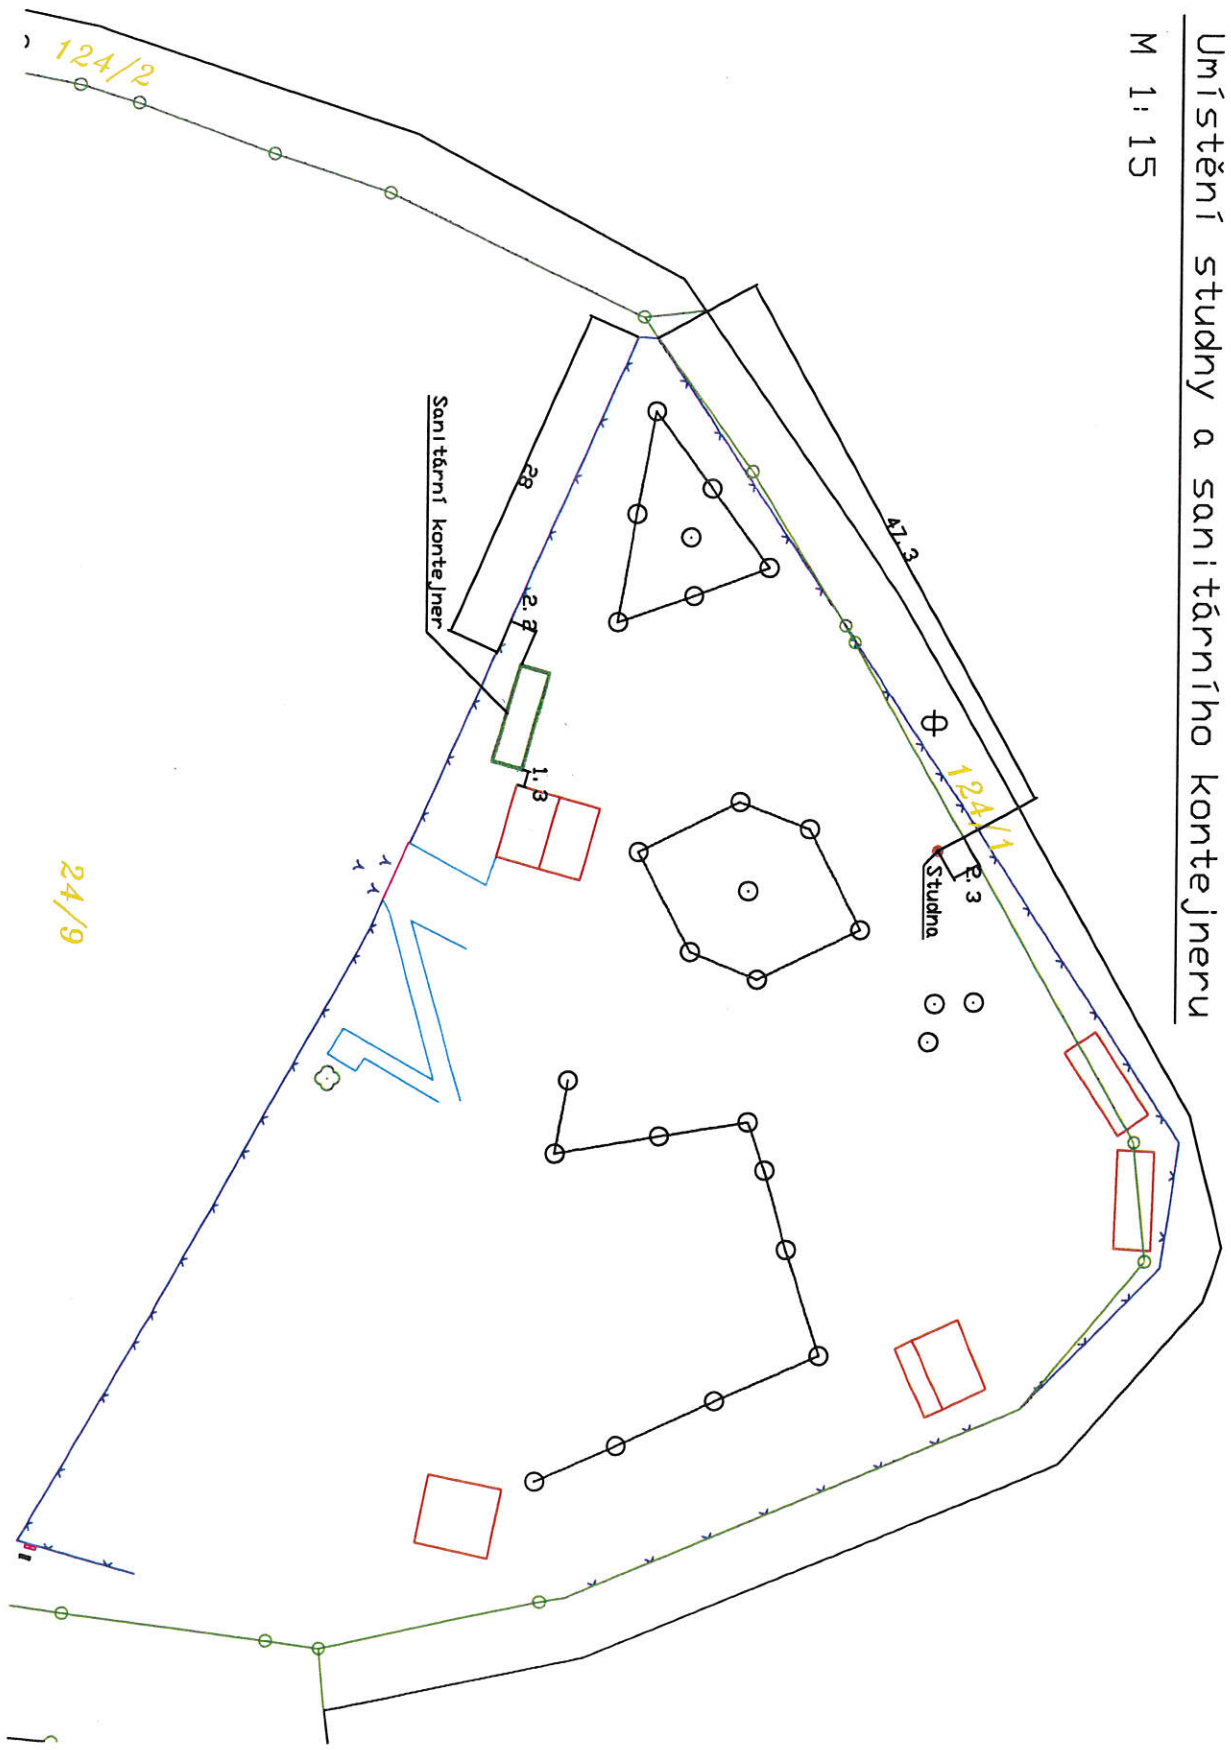 Umístění studny a sanitárního kontejneru
M 1: 15
124/2
47.3
28
Sanitární kontejner
2.2
1.3
124/1
2.3
Studna
24/9